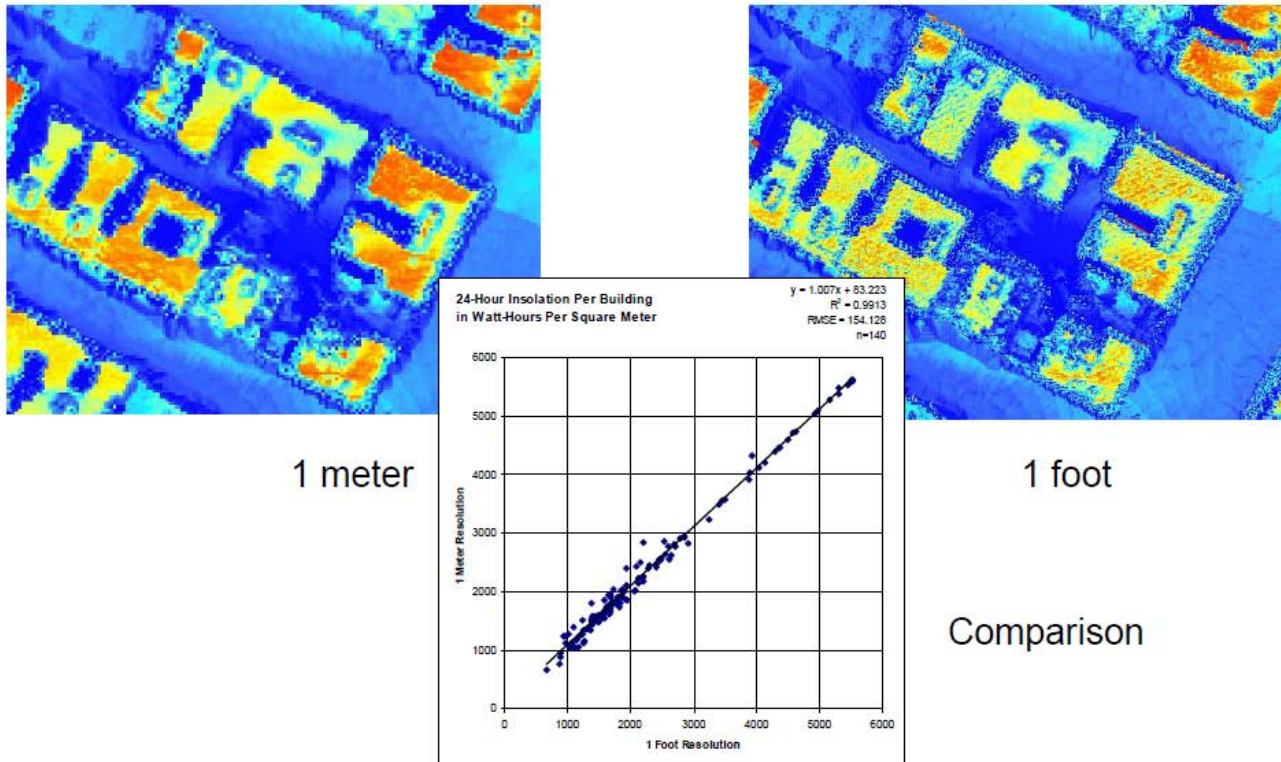 24-Hour Insolation Per Building
in Watt-Hours Per Square Meter
y = 1.007x + 83.223
R² = 0.9913
RMSE = 154.128
n=140
6000
5000
4000
3000
2000
1000
0
1 Meter Resolution
0 1000 2000 3000 4000 5000 6000
1 Foot Resolution
1 meter
1 foot
Comparison